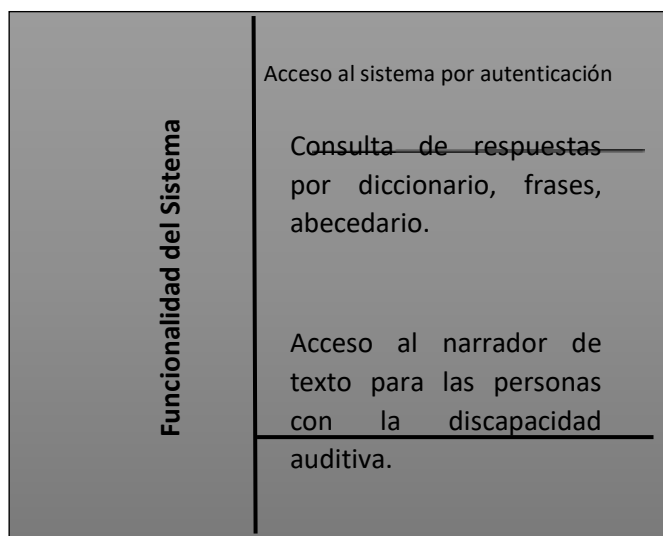 Funcionalidad del Sistema
Acceso al sistema por autenticación
Consulta de respuestas
por diccionario, frases,
abecedario.
Acceso al narrador de
texto para las personas
con la discapacidad
auditiva.